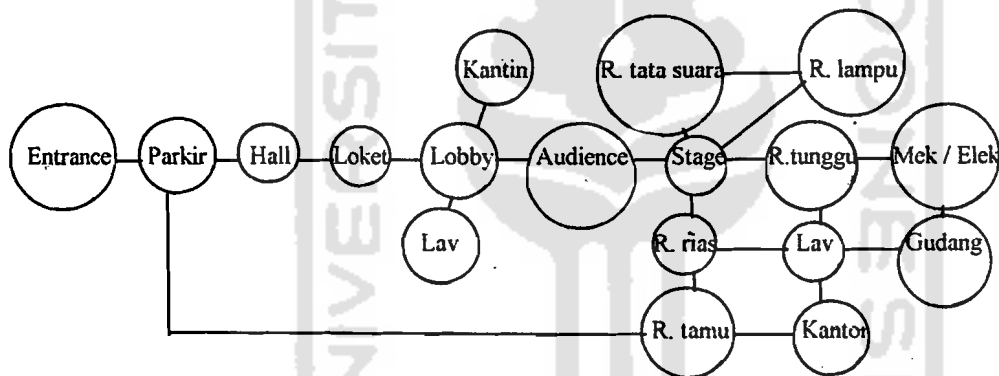 Kantin
R. tata suara
R. lampu
Entrance
Parkir
Hall
Loket
Lobby
Audience
Stage
R.tunggu
Mek / Elek
Lav
R. rias
Lav
Gudang
R. tamu
Kantor